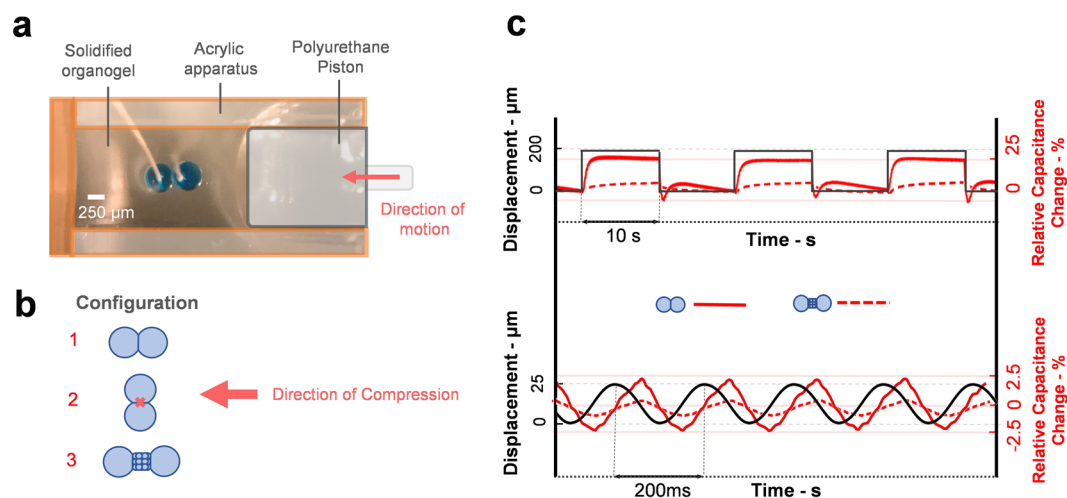 a
Solidified
organogel
Acrylic
apparatus
Polyurethane
Piston
250 µm
Direction of
motion
b
Configuration
1
2
3
Direction of Compression
c
Displacement - µm
200
0
25
0
Relative Capacitance
Change - %
10 s
Time - s
Displacement - µm
25
0
2.5
0
-2.5
Relative Capacitance
Change - %
200ms
Time - s